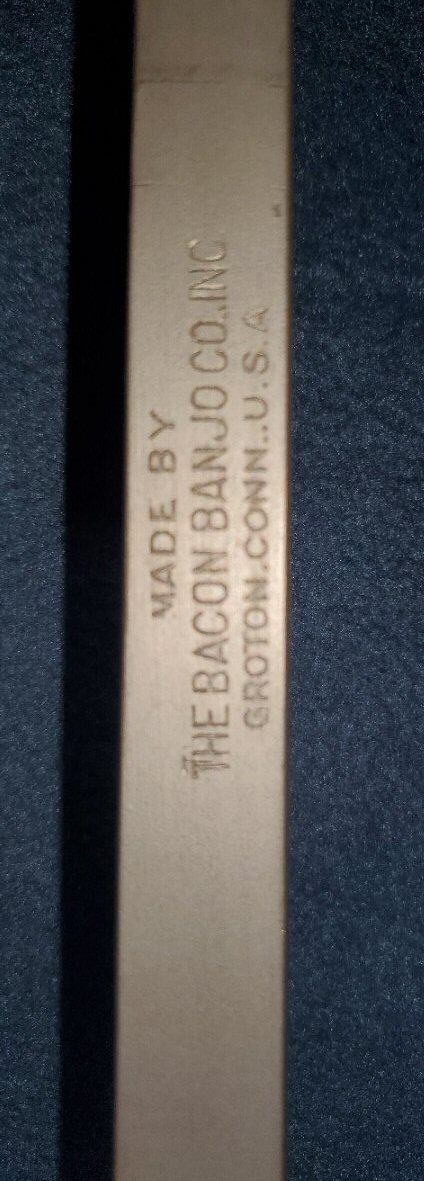 MADE BY
THE BACON BANJO CO.,INC.
GROTON.CONN..U.S.A